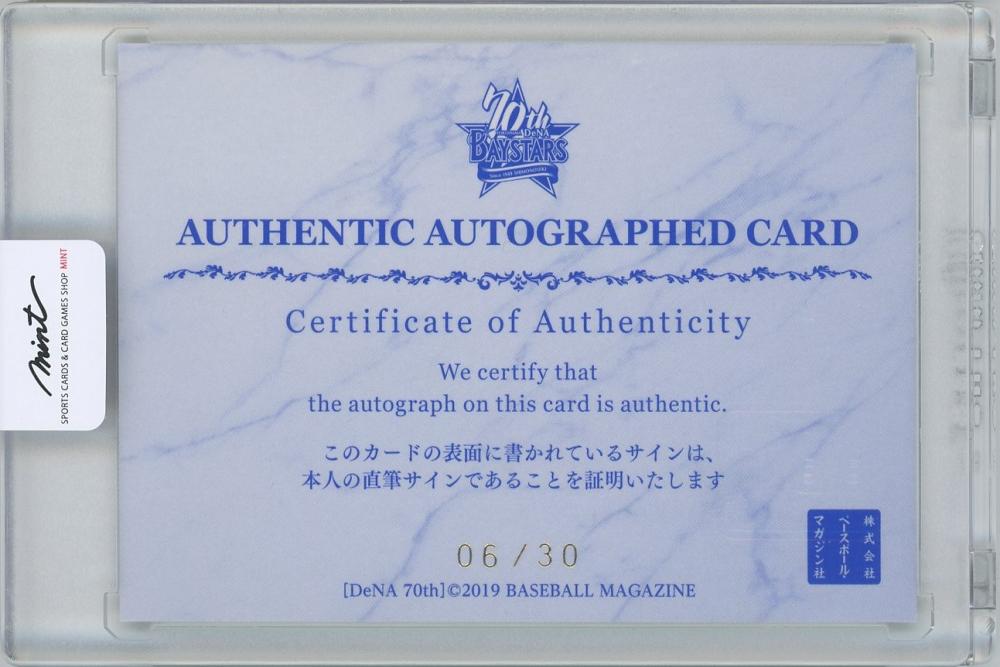 70th
YOKOHAMA DeNA
BAYSTARS
Since 1949 SHIMONOSEKI
AUTHENTIC AUTOGRAPHED CARD
Certificate of Authenticity
We certify that
the autograph on this card is authentic.
このカードの表面に書かれているサインは、
本人の直筆サインであることを証明いたします
06/30
[DeNA 70th]©2019 BASEBALL MAGAZINE
株式会社
ベースボール・
マガジン社
mint
SPORTS CARDS & CARD GAMES SHOP MINT